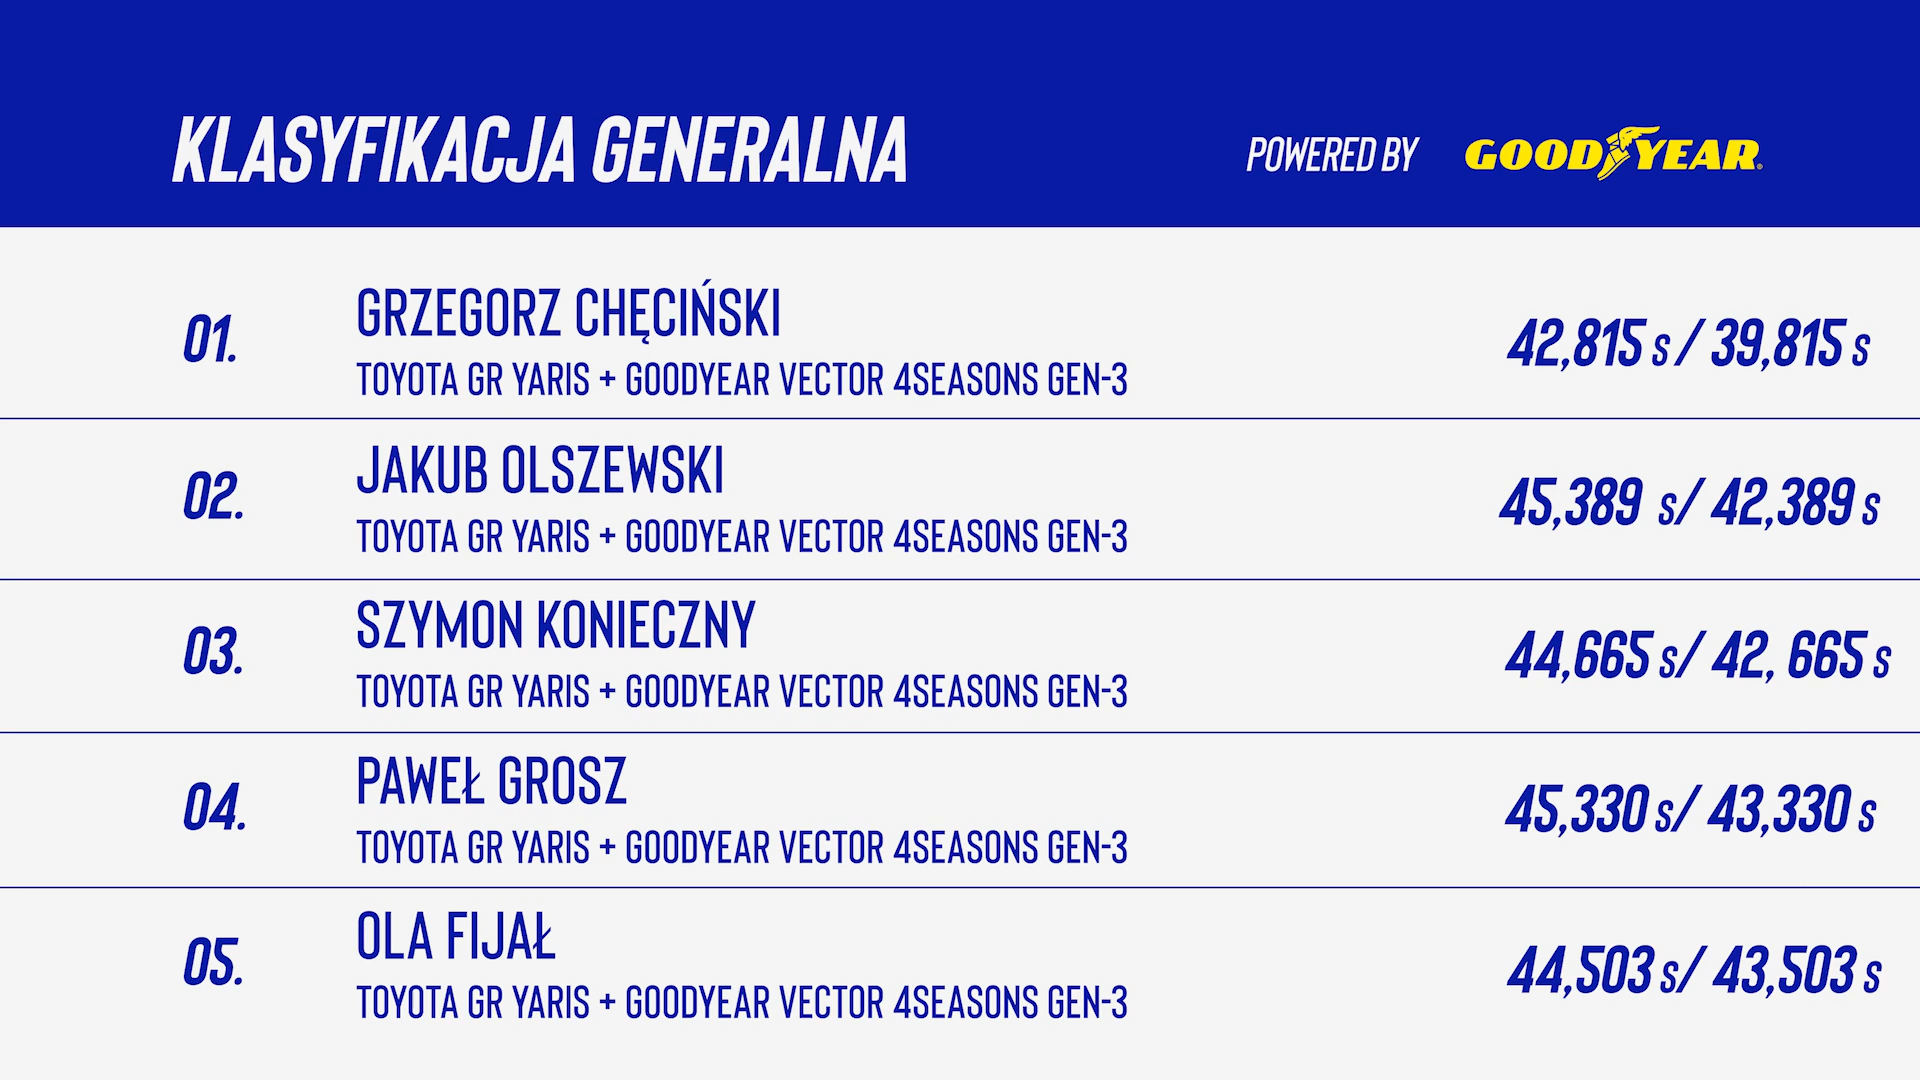 KLASYFIKACJA GENERALNA
POWERED BY GOODYEAR
01. GRZEGORZ CHĘCIŃSKI 42,815 s / 39,815 s
TOYOTA GR YARIS + GOODYEAR VECTOR 4SEASONS GEN-3
02. JAKUB OLSZEWSKI 45,389 s/ 42,389 s
TOYOTA GR YARIS + GOODYEAR VECTOR 4SEASONS GEN-3
03. SZYMON KONIECZNY 44,665 s/ 42, 665 s
TOYOTA GR YARIS + GOODYEAR VECTOR 4SEASONS GEN-3
04. PAWEŁ GROSZ 45,330 s/ 43,330 s
TOYOTA GR YARIS + GOODYEAR VECTOR 4SEASONS GEN-3
05. OLA FIJAŁ 44,503 s/ 43,503 s
TOYOTA GR YARIS + GOODYEAR VECTOR 4SEASONS GEN-3